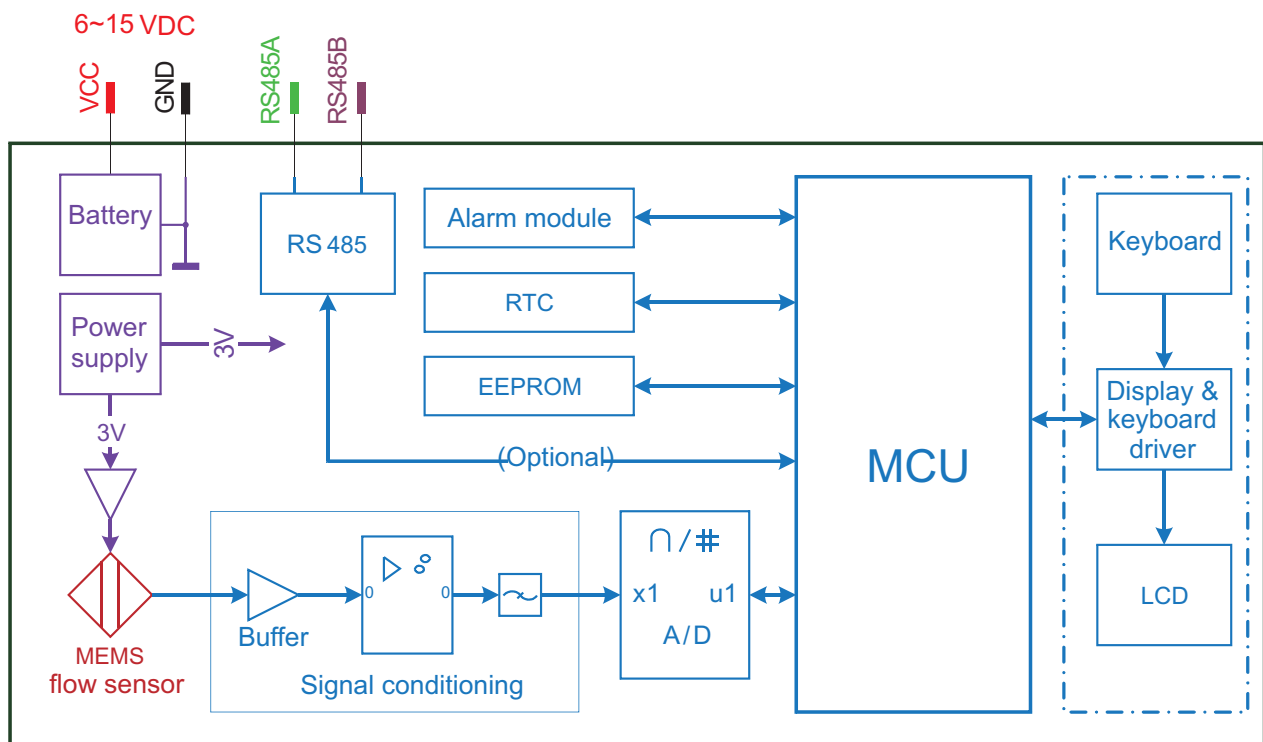 6~15 VDC
VCC
GND
RS485A
RS485B
Battery
RS 485
Alarm module
RTC
EEPROM
Power
supply
3V
3V
(Optional)
MCU
Keyboard
Display &
keyboard
driver
LCD
MEMS
flow sensor
Buffer
0
0
Signal conditioning
∩/#
x1
u1
A/D